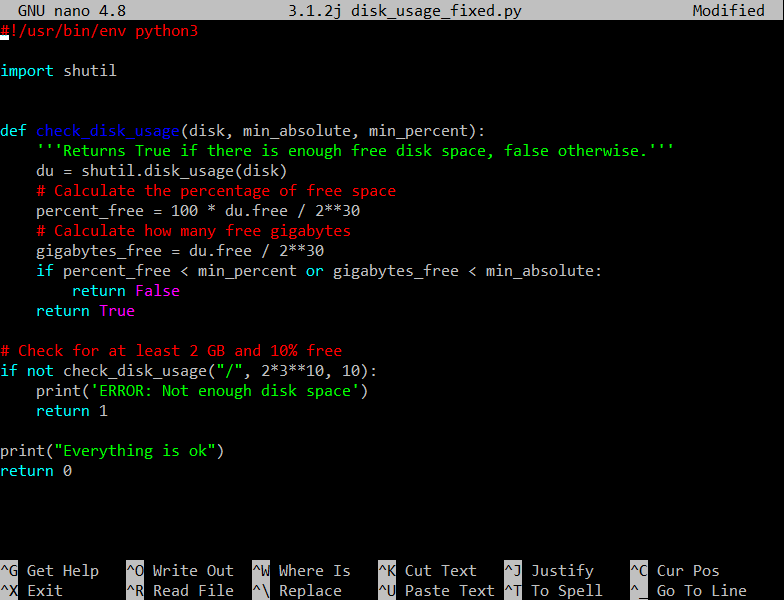 GNU nano 4.8 3.1.2j disk_usage_fixed.py Modified
#!/usr/bin/env python3

import shutil


def check_disk_usage(disk, min_absolute, min_percent):
    '''Returns True if there is enough free disk space, false otherwise.'''
    du = shutil.disk_usage(disk)
    # Calculate the percentage of free space
    percent_free = 100 * du.free / 2**30
    # Calculate how many free gigabytes
    gigabytes_free = du.free / 2**30
    if percent_free < min_percent or gigabytes_free < min_absolute:
        return False
    return True

# Check for at least 2 GB and 10% free
if not check_disk_usage("/", 2*3**10, 10):
    print('ERROR: Not enough disk space')
    return 1

print("Everything is ok")
return 0

^G Get Help ^O Write Out ^W Where Is ^K Cut Text ^J Justify ^C Cur Pos
^X Exit ^R Read File ^\ Replace ^U Paste Text ^T To Spell ^_ Go To Line